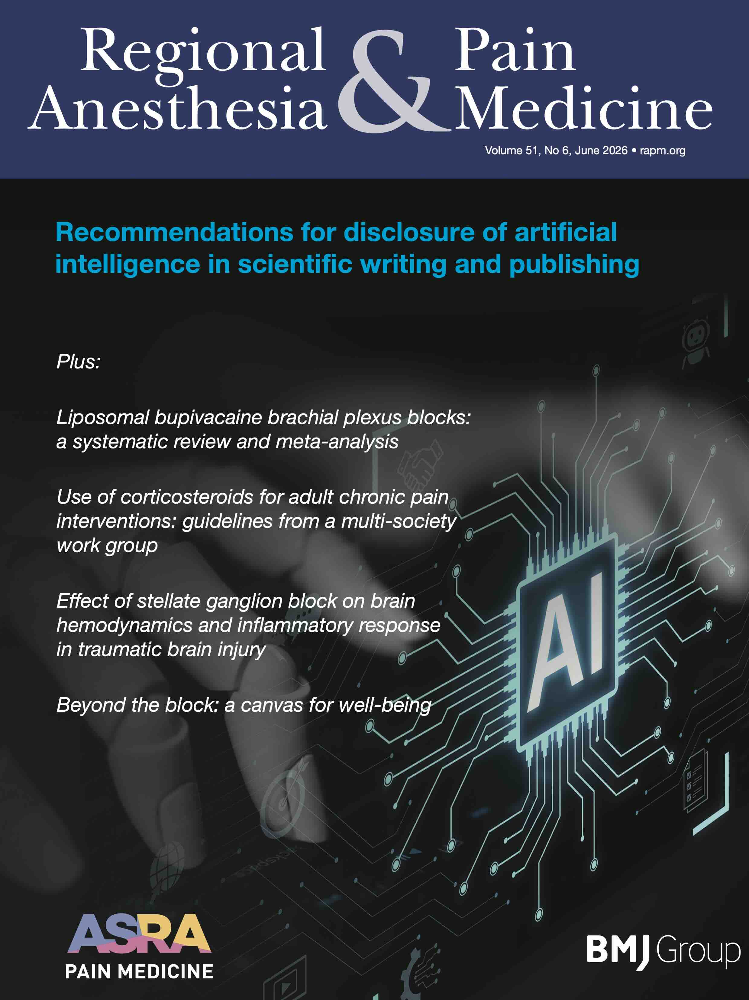 Regional
Anesthesia
&
Pain
Medicine
Volume 51, No 6, June 2026 • rapm.org
Recommendations for disclosure of artificial
intelligence in scientific writing and publishing
Plus:
Liposomal bupivacaine brachial plexus blocks:
a systematic review and meta-analysis
Use of corticosteroids for adult chronic pain
interventions: guidelines from a multi-society
work group
Effect of stellate ganglion block on brain
hemodynamics and inflammatory response
in traumatic brain injury
Beyond the block: a canvas for well-being
AI
ASRA
PAIN MEDICINE
BMJ Group